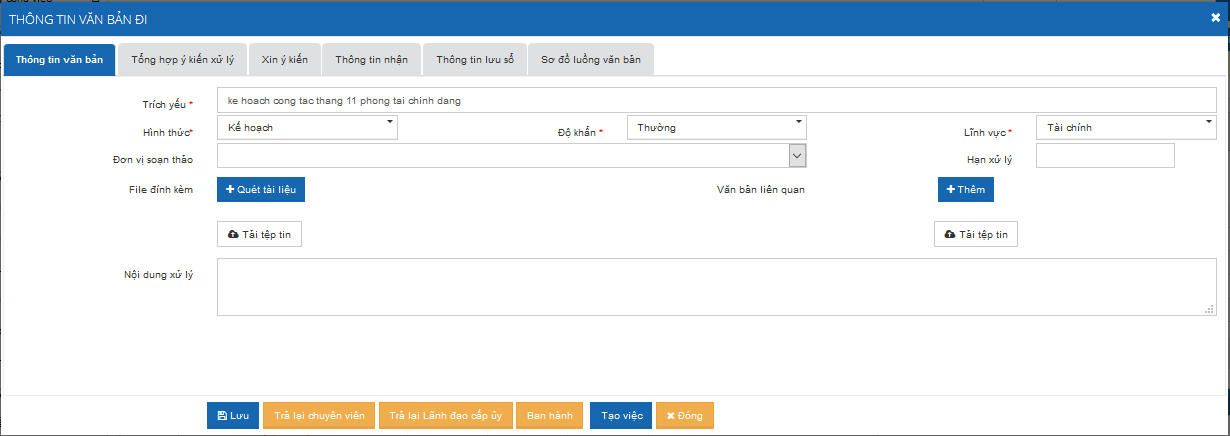 THÔNG TIN VĂN BẢN ĐI
Thông tin văn bản Tổng hợp ý kiến xử lý Xin ý kiến Thông tin nhận Thông tin lưu sổ Sơ đồ luồng văn bản
Trích yếu * ke hoach cong tac thang 11 phong tai chinh dang
Hình thức* Kế hoạch Độ khẩn * Thường Lĩnh vực * Tài chính
Đơn vị soạn thảo Hạn xử lý
File đính kèm Quét tài liệu Văn bản liên quan Thêm
Tải tệp tin Tải tệp tin
Nội dung xử lý
Lưu Trả lại chuyên viên Trả lại Lãnh đạo cấp ủy Ban hành Tạo việc Đóng